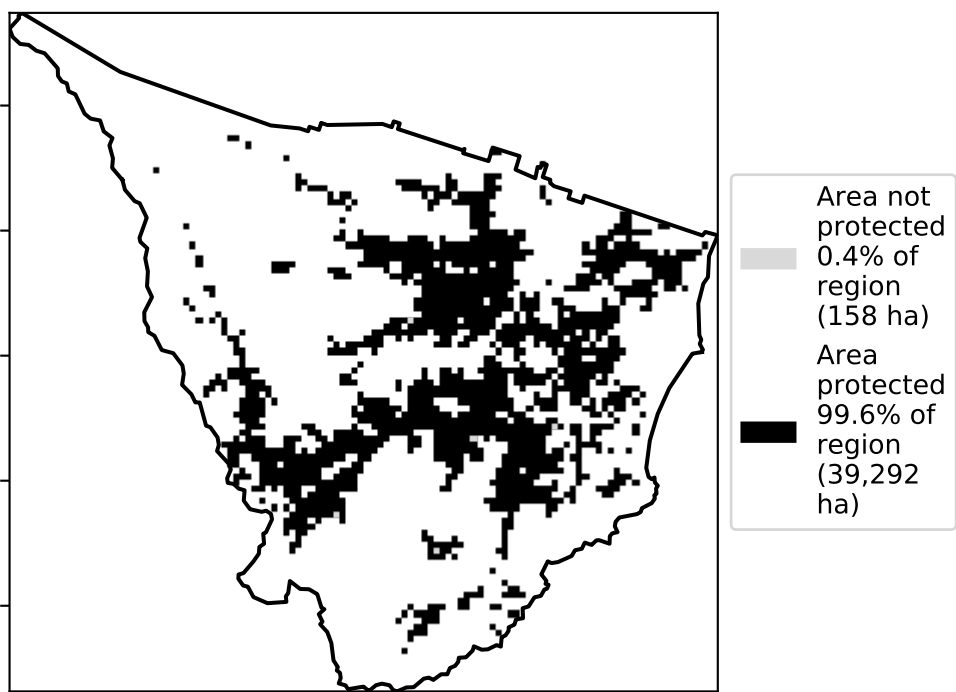 Area not
protected
0.4% of
region
(158 ha)
Area
protected
99.6% of
region
(39,292
ha)